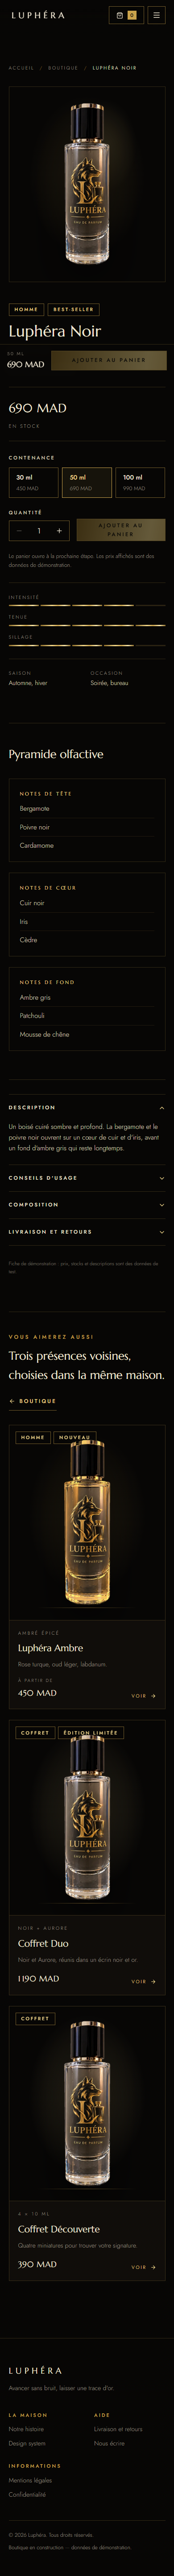 LUPHÉRA
0
ACCUEIL / BOUTIQUE / LUPHÉRA NOIR
LUPHÉRA
EAU DE PARFUM
HOMME
BEST-SELLER
Luphéra Noir
50 ML
690 MAD
AJOUTER AU PANIER
690 MAD
EN STOCK
CONTENANCE
30 ml
450 MAD
50 ml
690 MAD
100 ml
990 MAD
QUANTITÉ
− 1 +
AJOUTER AU
PANIER
Le panier ouvre à la prochaine étape. Les prix affichés sont des
données de démonstration.
INTENSITÉ
TENUE
SILLAGE
SAISON
Automne, hiver
OCCASION
Soirée, bureau
Pyramide olfactive
NOTES DE TÊTE
Bergamote
Poivre noir
Cardamome
NOTES DE CŒUR
Cuir noir
Iris
Cèdre
NOTES DE FOND
Ambre gris
Patchouli
Mousse de chêne
DESCRIPTION
Un boisé cuiré sombre et profond. La bergamote et le
poivre noir ouvrent sur un cœur de cuir et d'iris, avant
un fond d'ambre gris qui reste longtemps.
CONSEILS D'USAGE
COMPOSITION
LIVRAISON ET RETOURS
Fiche de démonstration : prix, stocks et descriptions sont des données de
test.
VOUS AIMEREZ AUSSI
Trois présences voisines,
choisies dans la même maison.
← BOUTIQUE
HOMME
NOUVEAU
LUPHÉRA
EAU DE PARFUM
AMBRÉ ÉPICÉ
Luphéra Ambre
Rose turque, oud léger, labdanum.
À PARTIR DE
450 MAD
VOIR →
COFFRET
ÉDITION LIMITÉE
LUPHÉRA
EAU DE PARFUM
NOIR + AURORE
Coffret Duo
Noir et Aurore, réunis dans un écrin noir et or.
1 190 MAD
VOIR →
COFFRET
LUPHÉRA
EAU DE PARFUM
4 × 10 ML
Coffret Découverte
Quatre miniatures pour trouver votre signature.
390 MAD
VOIR →
LUPHÉRA
Avancer sans bruit, laisser une trace d'or.
LA MAISON
Notre histoire
Design system
AIDE
Livraison et retours
Nous écrire
INFORMATIONS
Mentions légales
Confidentialité
© 2026 Luphéra. Tous droits réservés.
Boutique en construction — données de démonstration.